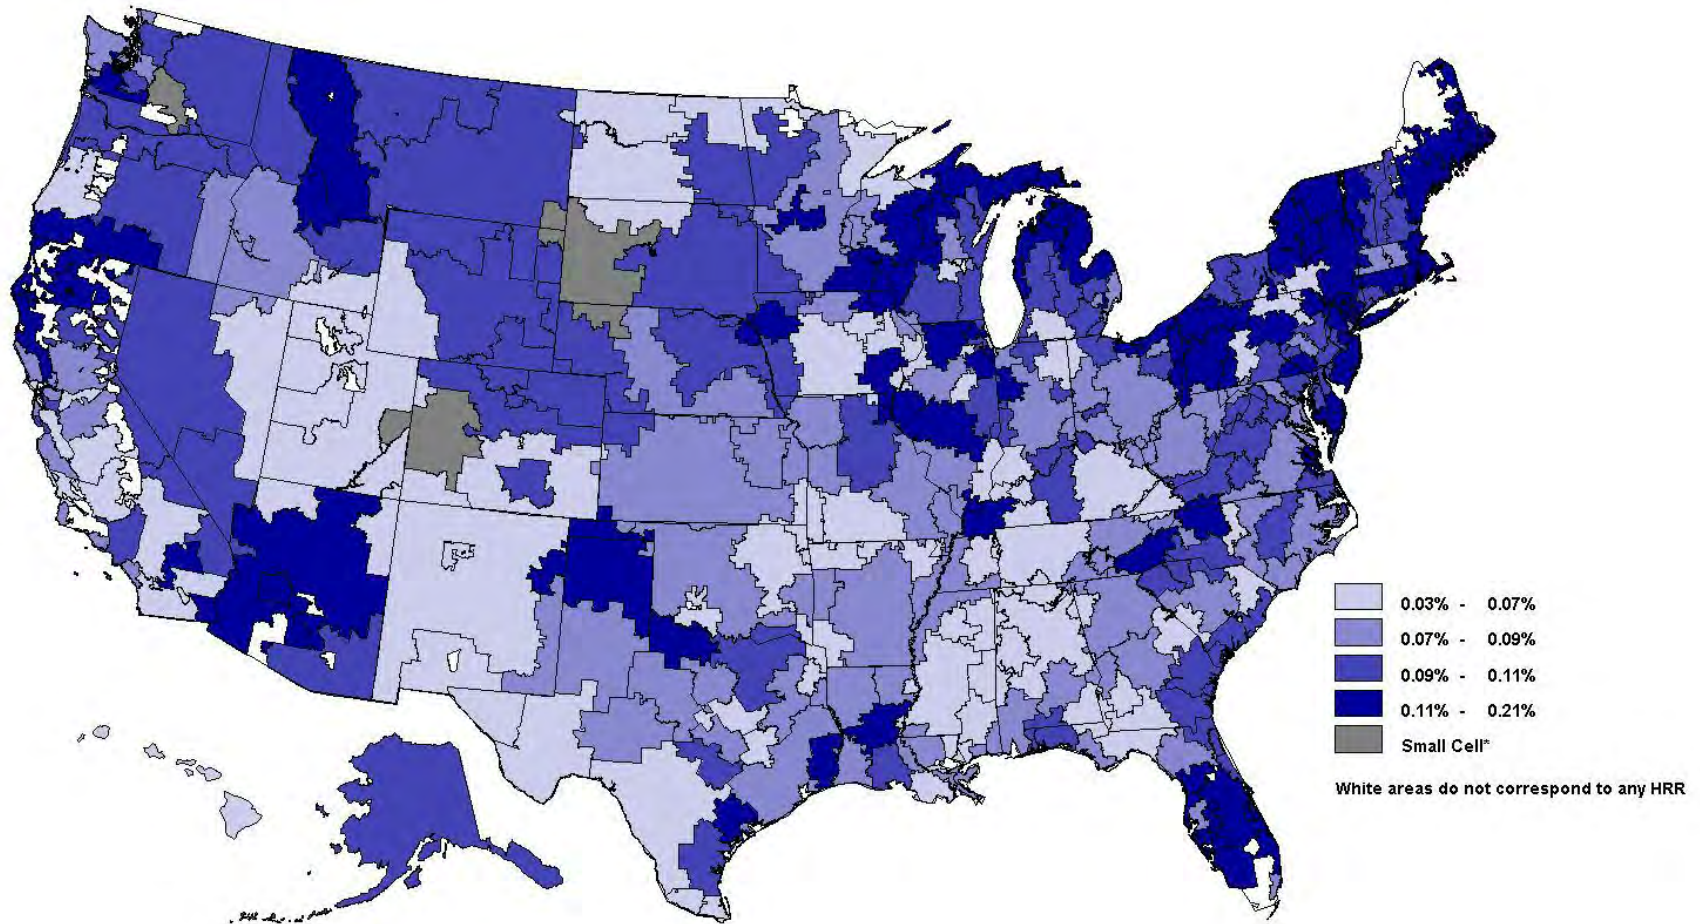 0.03% - 0.07%
0.07% - 0.09%
0.09% - 0.11%
0.11% - 0.21%
Small Cell*
White areas do not correspond to any HRR